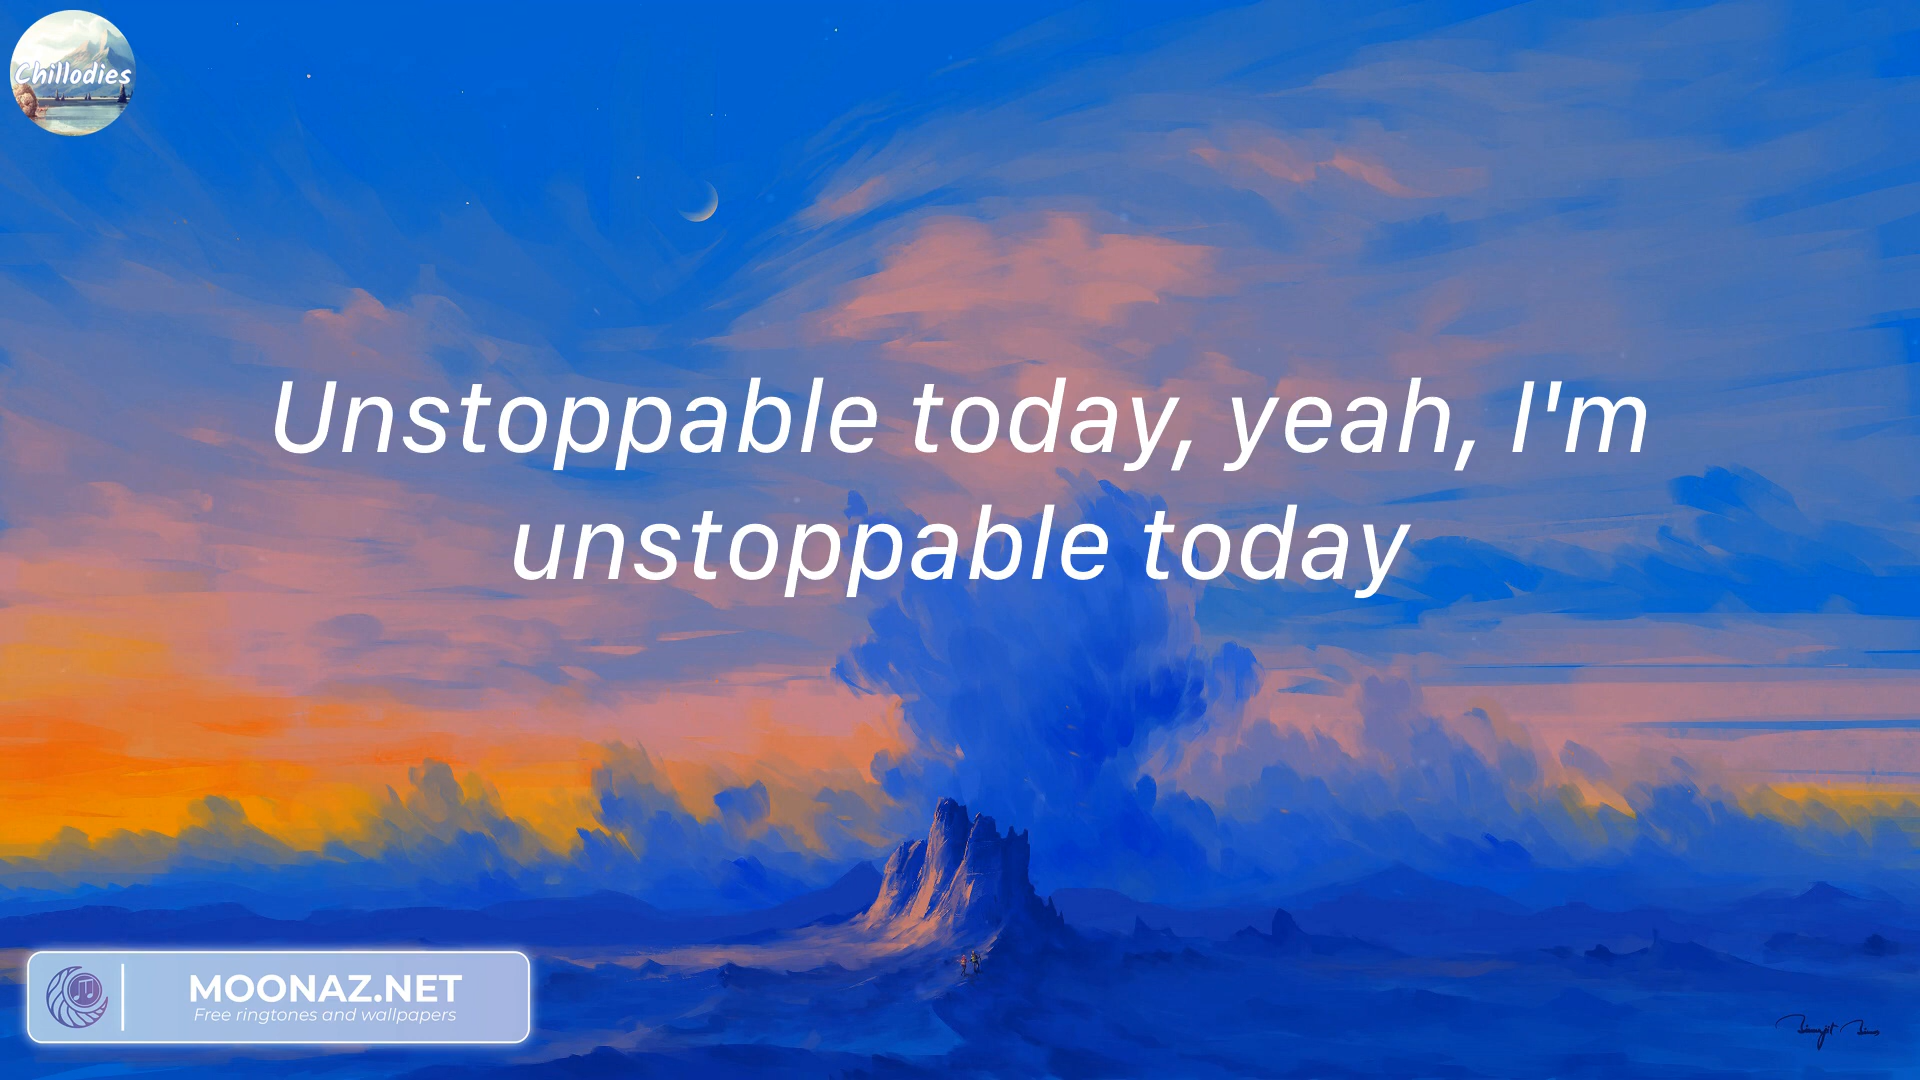 Chillodies
Unstoppable today, yeah, I'm
unstoppable today
MOONAZ.NET
Free ringtones and wallpapers